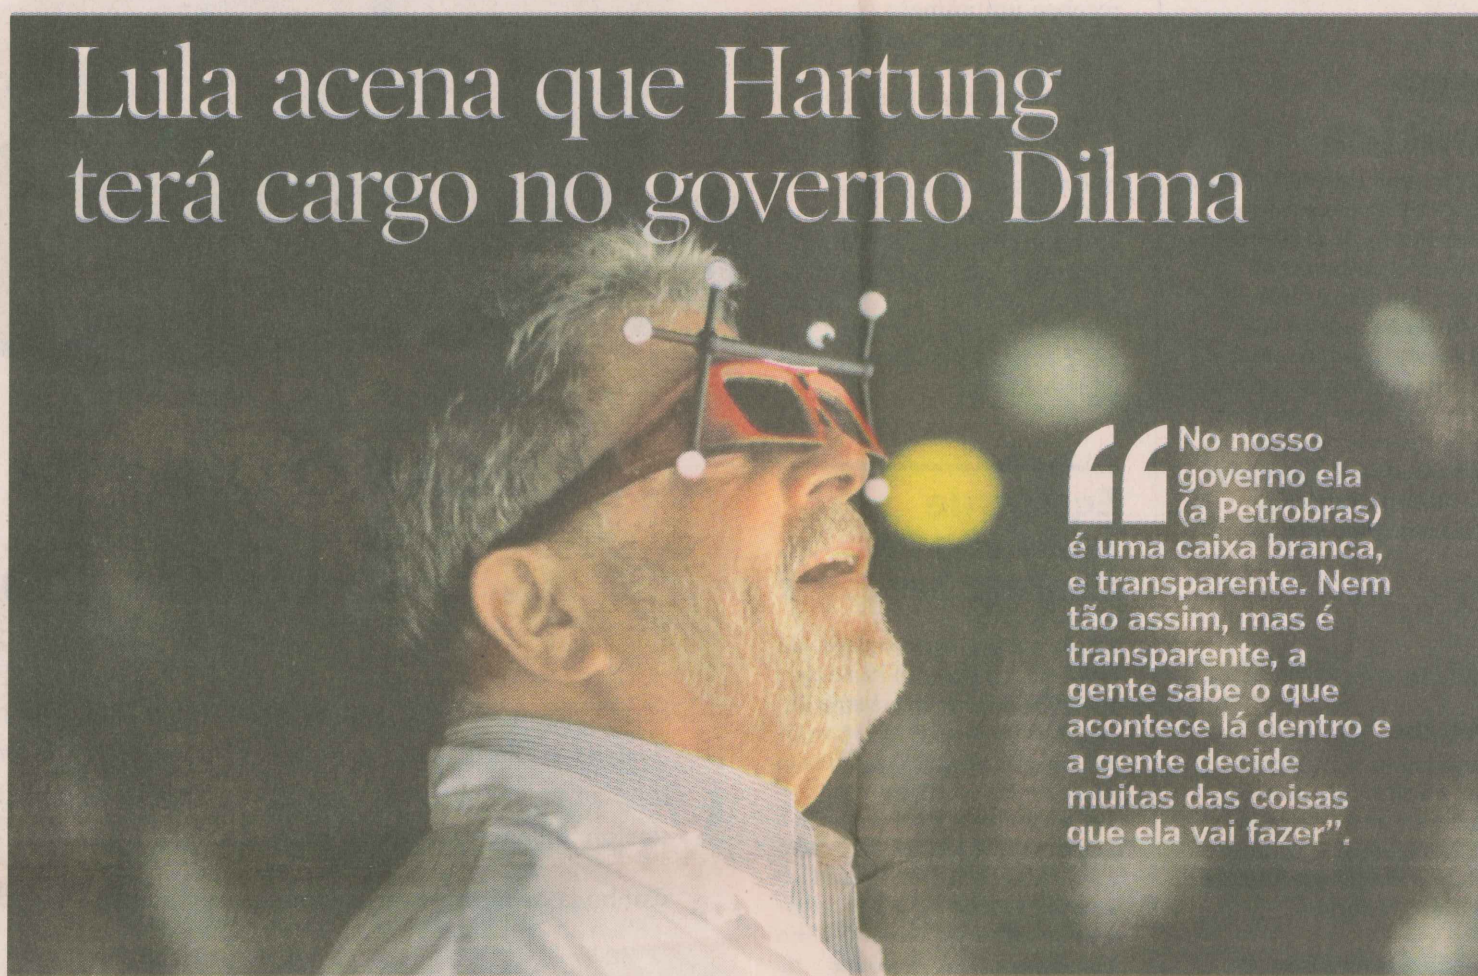 Lula acena que Hartung
terá cargo no governo Dilma
“ No nosso
governo ela
(a Petrobras)
é uma caixa branca,
e transparente. Nem
tão assim, mas é
transparente, a
gente sabe o que
acontece lá dentro e
a gente decide
muitas das coisas
que ela vai fazer”.